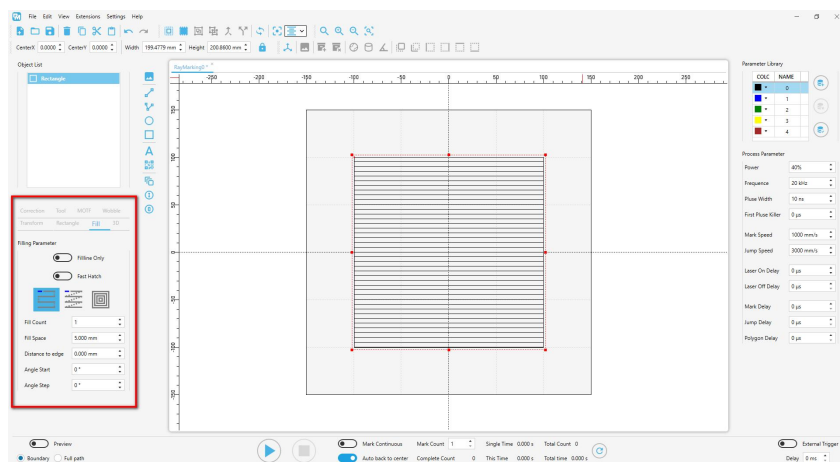 File Edit View Extensions Settings Help
CenterX 0.0000 CenterY 0.0000 Width 199.4779 mm Height 200.8600 mm
Object List
Rectangle
RayMarking0 *
-250 -200 -150 -100 -50 0 50 100 150 200 250
150
100
50
0
-50
-100
-150
Correction Tool MOTF Wobble
Transform Rectangle Fill 3D
Filling Parameter
Fillline Only
Fast Hatch
Fill Count 1
Fill Space 5.000 mm
Distance to edge 0.000 mm
Angle Start 0 °
Angle Step 0 °
Parameter Library
COLC NAME
0
1
2
3
4
Process Parameter
Power 40%
Frequence 20 kHz
Pluse Width 10 ns
First Pluse Killer 0 μs
Mark Speed 1000 mm/s
Jump Speed 3000 mm/s
Laser On Delay 0 μs
Laser Off Delay 0 μs
Mark Delay 0 μs
Jump Delay 0 μs
Polygon Delay 0 μs
Preview
Boundary Full path
Mark Continuous Mark Count 1 Single Time 0.000 s Total Count 0
Auto back to center Complete Count 0 This Time 0.000 s Total time 0.000 s
External Trigger
Delay 0 ms